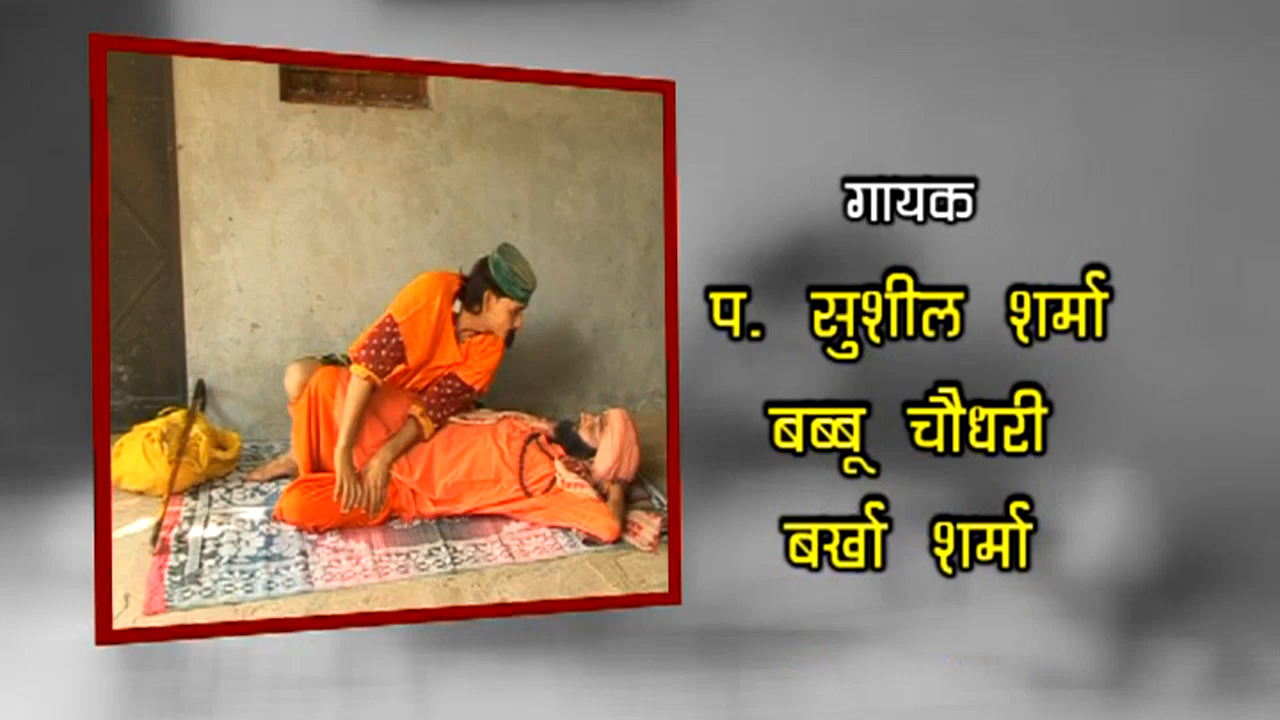 गायक
प. सुशील शर्मा
बब्बू चौधरी
बर्खा शर्मा